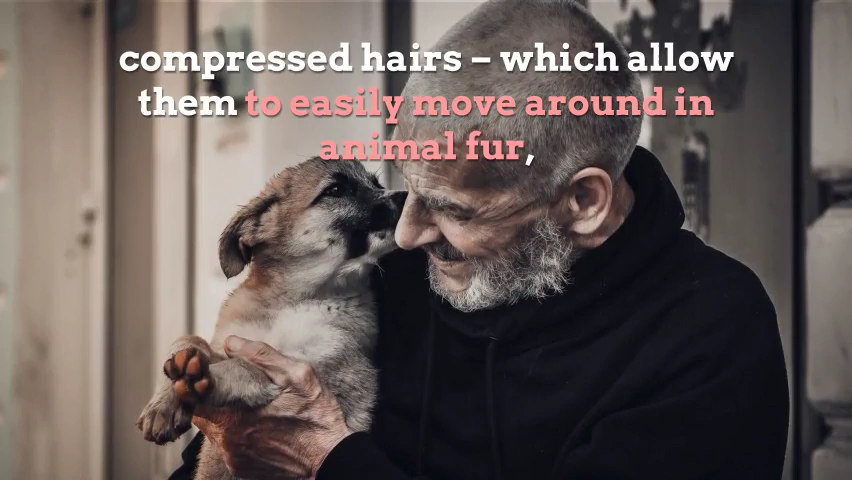 compressed hairs – which allow
them to easily move around in
animal fur,